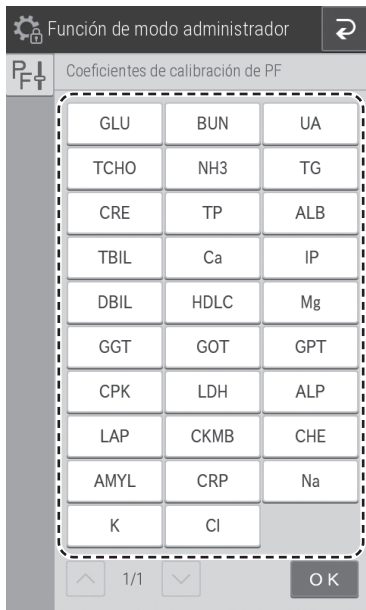 Función de modo administrador
PF
Coeficientes de calibración de PF
GLU BUN UA
TCHO NH3 TG
CRE TP ALB
TBIL Ca IP
DBIL HDLC Mg
GGT GOT GPT
CPK LDH ALP
LAP CKMB CHE
AMYL CRP Na
K Cl
1/1 OK